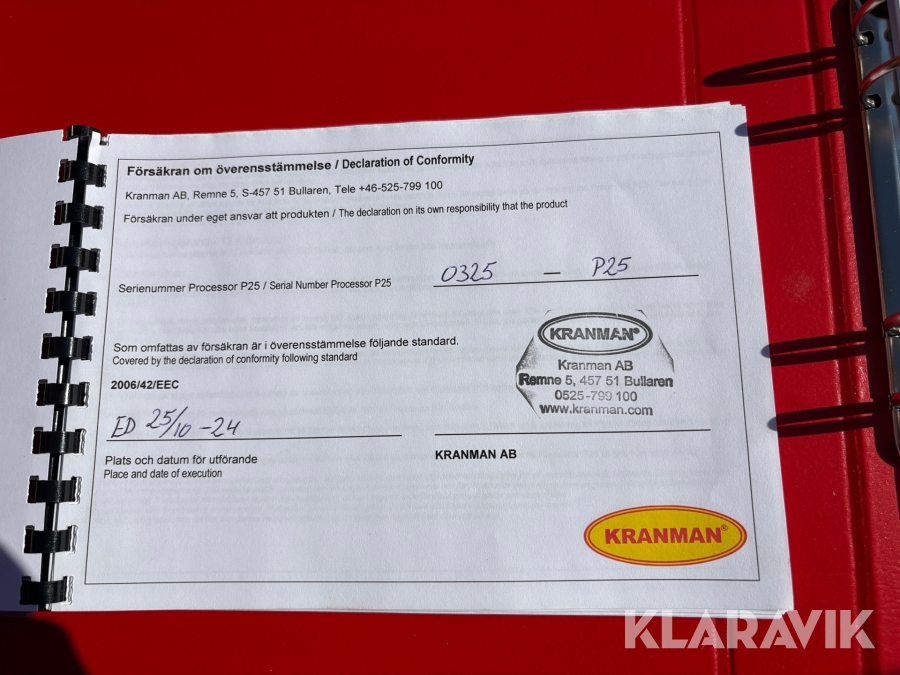 Försäkran om överensstämmelse / Declaration of Conformity
Kranman AB, Remne 5, S-457 51 Bullaren, Tele +46-525-799 100
Försäkran under eget ansvar att produkten / The declaration on its own responsibility that the product
Serienummer Processor P25 / Serial Number Processor P25 0325 – P25
Som omfattas av försäkran är i överensstämmelse följande standard.
Covered by the declaration of conformity following standard
2006/42/EEC
KRANMAN®
Kranman AB
Remne 5, 457 51 Bullaren
0525-799 100
www.kranman.com
ED 25/10 -24
Plats och datum för utförande
Place and date of execution
KRANMAN AB
KRANMAN®
KLARAVIK